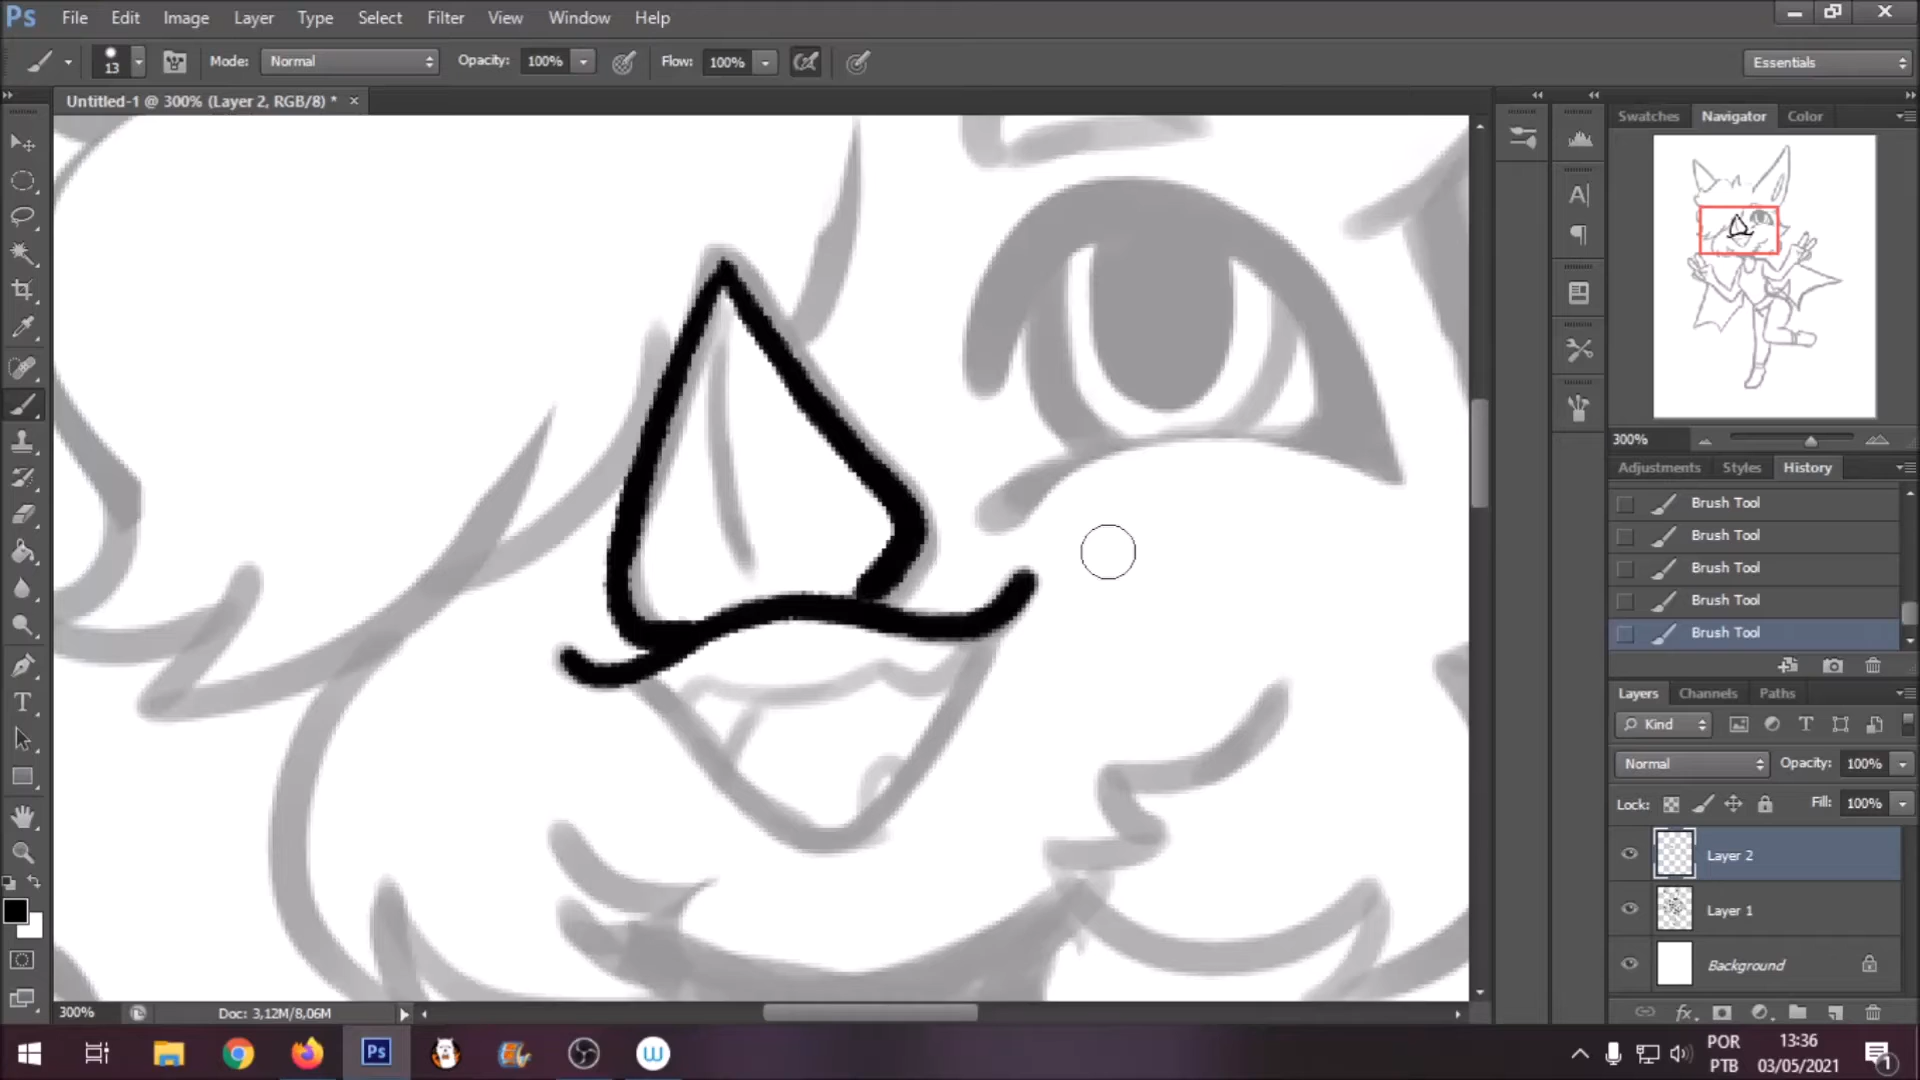 Ps File Edit Image Layer Type Select Filter View Window Help
13 Mode: Normal Opacity: 100% Flow: 100% Essentials
Untitled-1 @ 300% (Layer 2, RGB/8) * ×
Swatches Navigator Color
300%
Adjustments Styles History
Brush Tool
Brush Tool
Brush Tool
Brush Tool
Brush Tool
Layers Channels Paths
Kind
Normal Opacity: 100%
Lock: Fill: 100%
Layer 2
Layer 1
Background
fx
300% Doc: 3,12M/8,06M
Ps W POR 13:36
PTB 03/05/2021 1